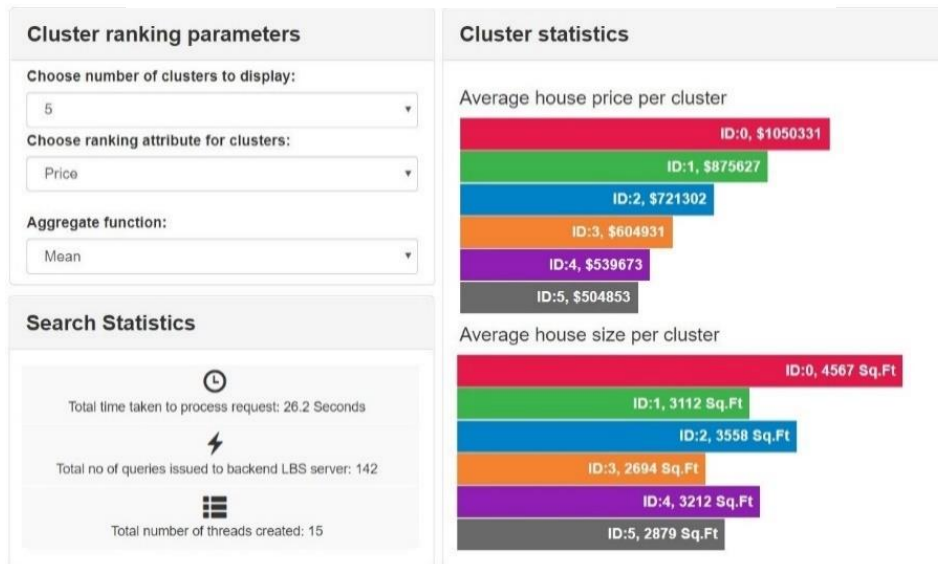 Cluster ranking parameters
Choose number of clusters to display:
5
Choose ranking attribute for clusters:
Price
Aggregate function:
Mean
Search Statistics
Total time taken to process request: 26.2 Seconds
Total no of queries issued to backend LBS server: 142
Total number of threads created: 15
Cluster statistics
Average house price per cluster
ID:0, $1050331
ID:1, $875627
ID:2, $721302
ID:3, $604931
ID:4, $539673
ID:5, $504853
Average house size per cluster
ID:0, 4567 Sq.Ft
ID:1, 3112 Sq.Ft
ID:2, 3558 Sq.Ft
ID:3, 2694 Sq.Ft
ID:4, 3212 Sq.Ft
ID:5, 2879 Sq.Ft